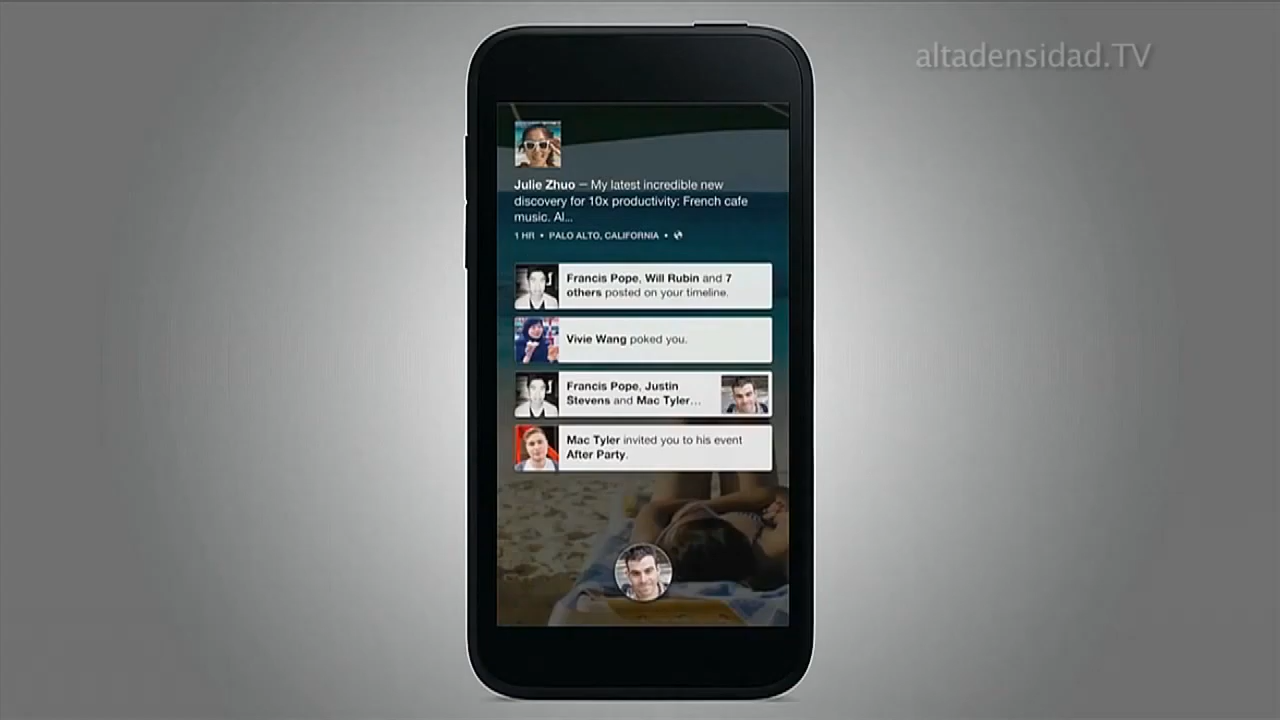 altadensidad.TV
Julie Zhuo — My latest incredible new
discovery for 10x productivity: French cafe
music. Al...
1 HR • PALO ALTO, CALIFORNIA •
Francis Pope, Will Rubin and 7
others posted on your timeline.
Vivie Wang poked you.
Francis Pope, Justin
Stevens and Mac Tyler...
Mac Tyler invited you to his event
After Party.